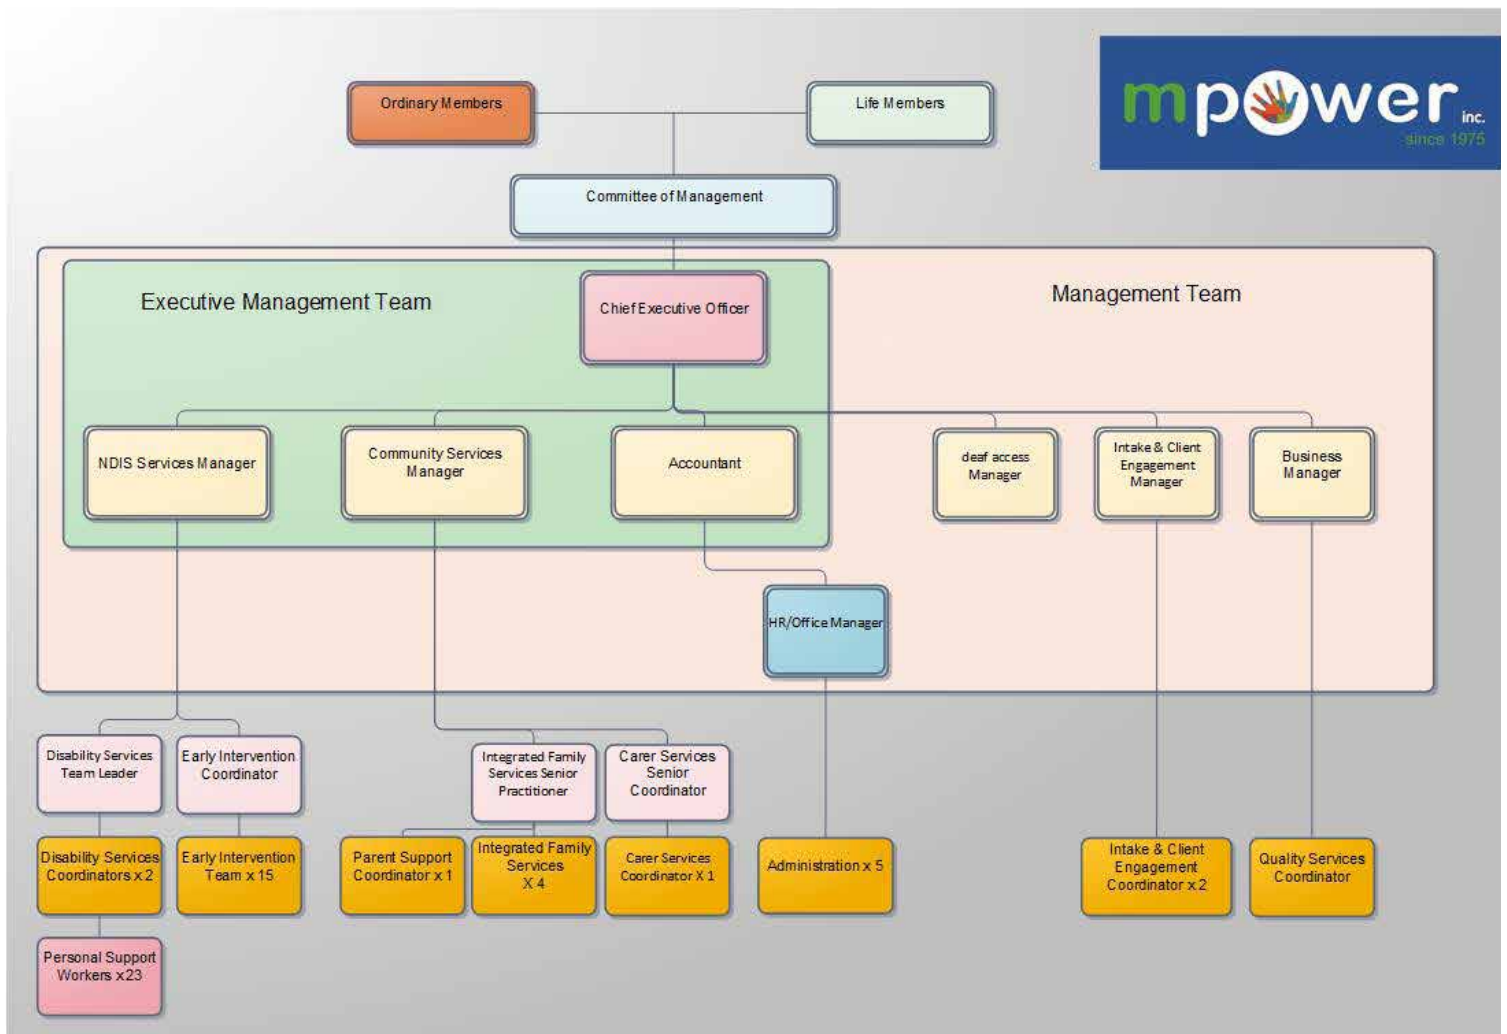 mpower inc.
since 1975
Ordinary Members
Life Members
Committee of Management
Executive Management Team
Chief Executive Officer
Management Team
NDIS Services Manager
Community Services
Manager
Accountant
deaf access
Manager
Intake & Client
Engagement
Manager
Business
Manager
HR/Office Manager
Disability Services
Team Leader
Early Intervention
Coordinator
Integrated Family
Services Senior
Practitioner
Carer Services
Senior
Coordinator
Disability Services
Coordinators x 2
Early Intervention
Team x 15
Parent Support
Coordinator x 1
Integrated Family
Services
X 4
Carer Services
Coordinator X 1
Administration x 5
Intake & Client
Engagement
Coordinator x 2
Quality Services
Coordinator
Personal Support
Workers x 23